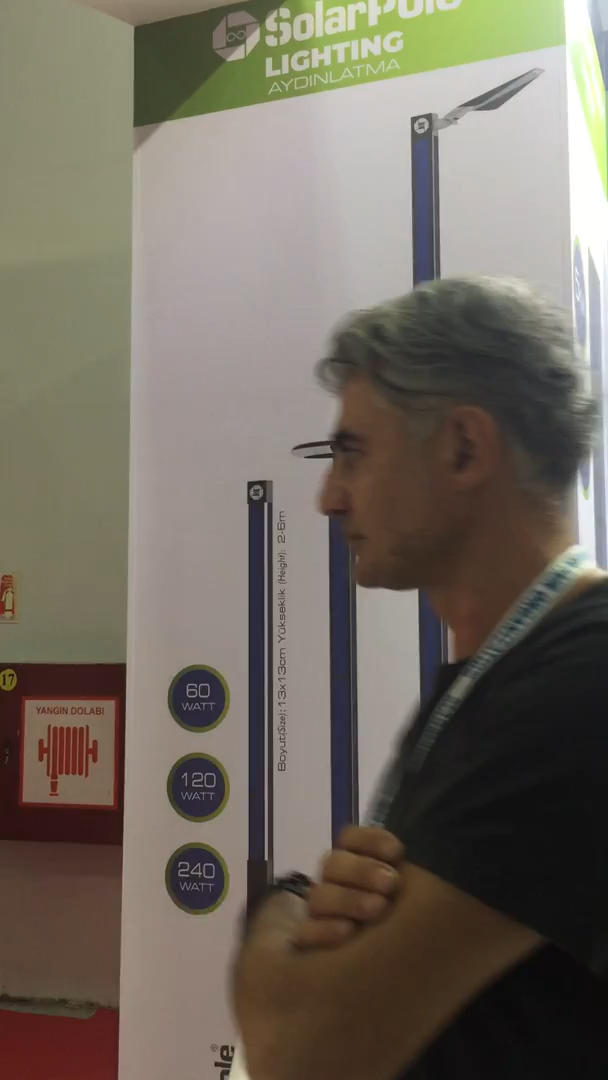 SolarPole
LIGHTING
AYDINLATMA
Boyut(Size):13x13cm Yükseklik (Height): 2-6m
60
WATT
120
WATT
240
WATT
17
YANGIN DOLABI